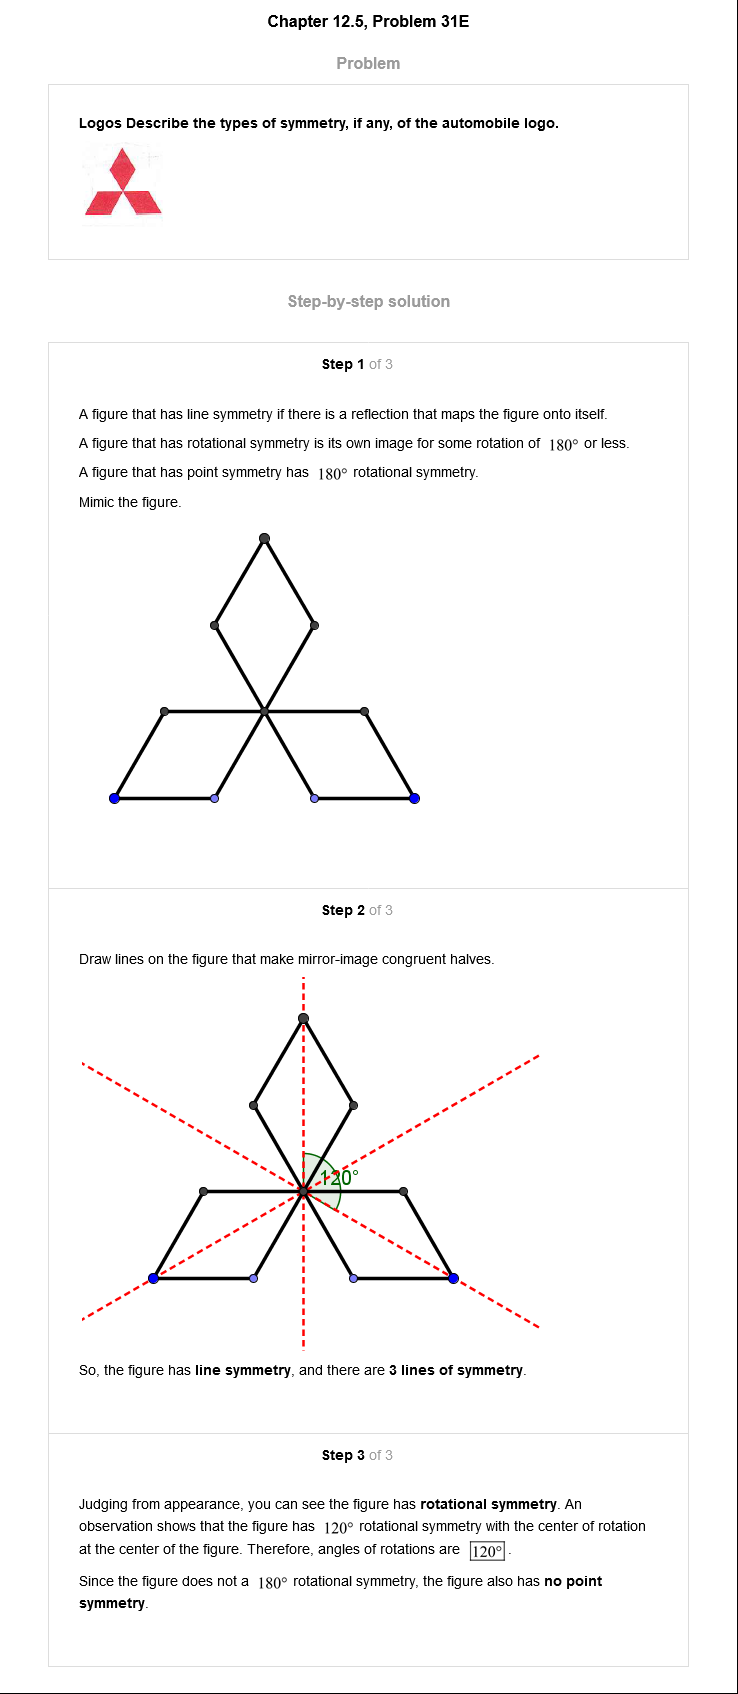 Chapter 12.5, Problem 31E
Problem
Logos Describe the types of symmetry, if any, of the automobile logo.
Step-by-step solution
Step 1 of 3
A figure that has line symmetry if there is a reflection that maps the figure onto itself.
A figure that has rotational symmetry is its own image for some rotation of 180° or less.
A figure that has point symmetry has 180° rotational symmetry.
Mimic the figure.
Step 2 of 3
Draw lines on the figure that make mirror-image congruent halves.
120°
So, the figure has line symmetry, and there are 3 lines of symmetry.
Step 3 of 3
Judging from appearance, you can see the figure has rotational symmetry. An
observation shows that the figure has 120° rotational symmetry with the center of rotation
at the center of the figure. Therefore, angles of rotations are 120°.
Since the figure does not a 180° rotational symmetry, the figure also has no point
symmetry.